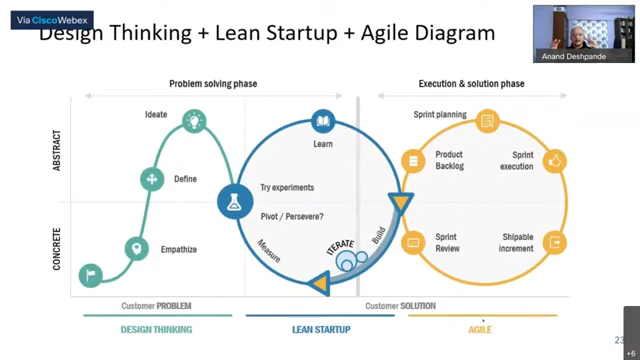 Via Cisco Webex
Design Thinking + Lean Startup + Agile Diagram
Anand Deshpande
Problem solving phase
Execution & solution phase
ABSTRACT
CONCRETE
Ideate
Define
Empathize
Learn
Try experiments
Pivot / Persevere?
Measure
ITERATE
Build
Sprint planning
Product
Backlog
Sprint
execution
Sprint
Review
Shipable
increment
Customer PROBLEM
Customer SOLUTION
DESIGN THINKING
LEAN STARTUP
AGILE
23
+6